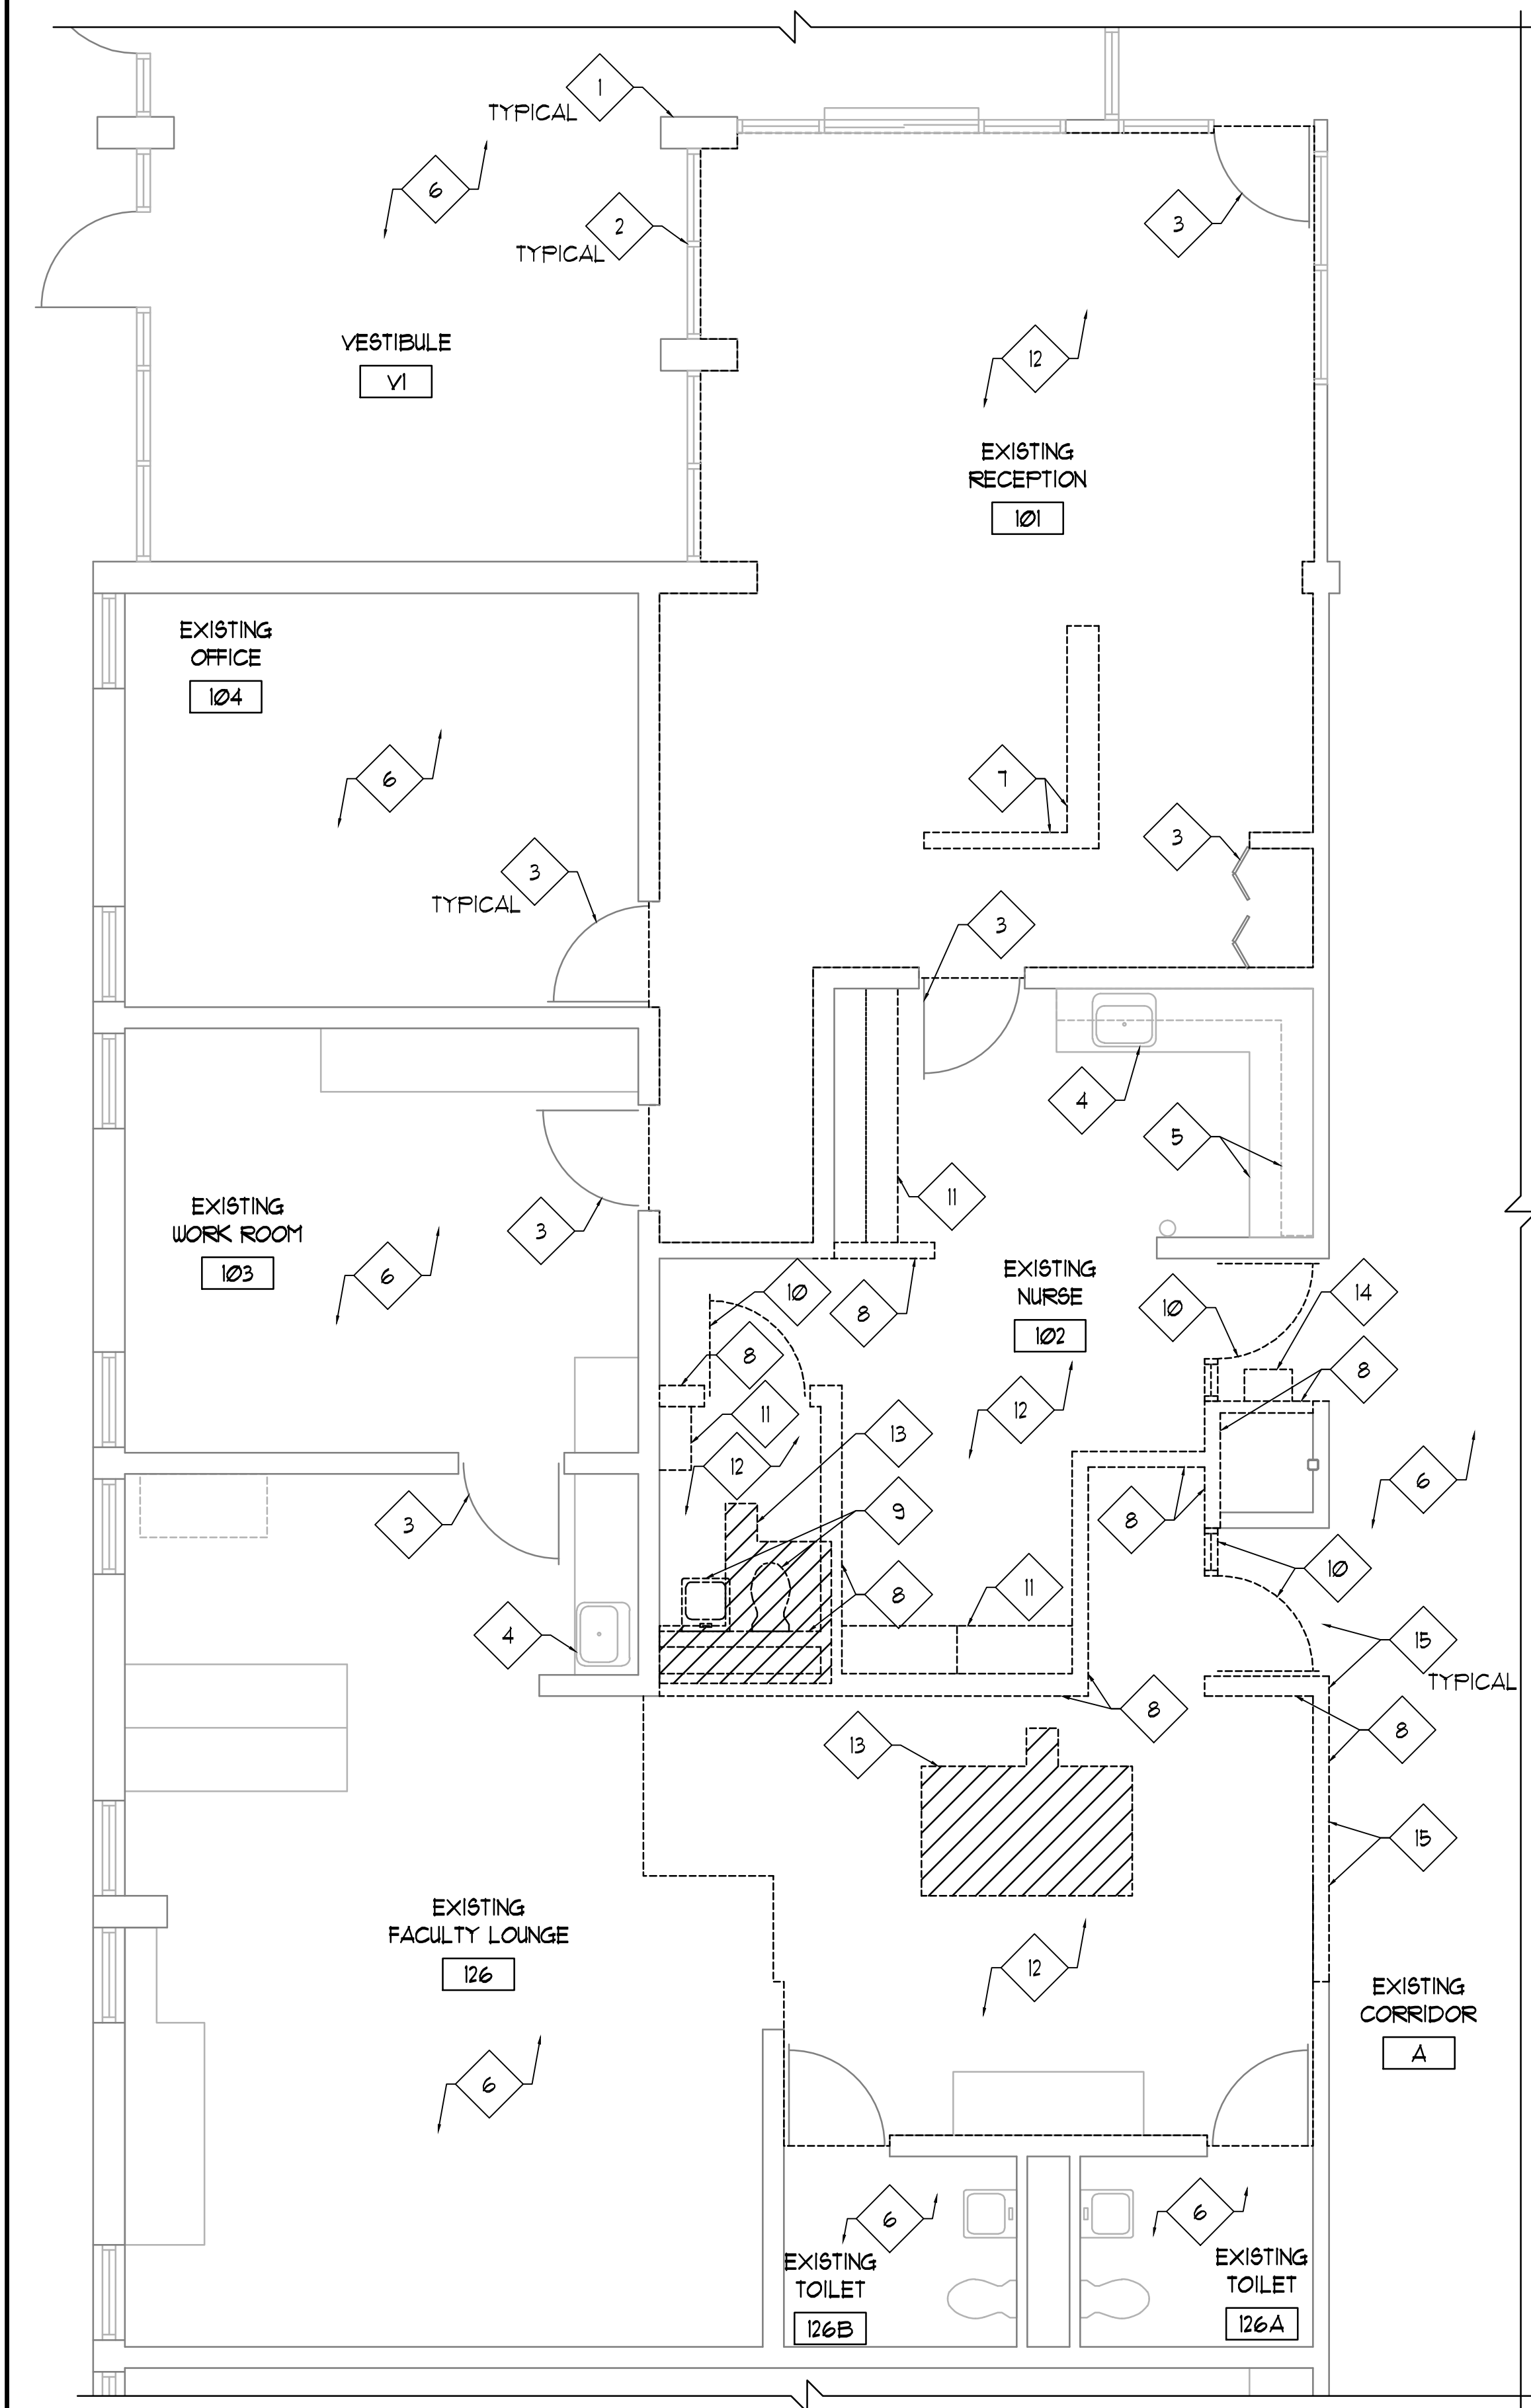 1
TYPICAL
6
2
TYPICAL
3
VESTIBULE
V1
12
EXISTING
RECEPTION
101
EXISTING
OFFICE
104
6
7
3
TYPICAL
3
3
4
5
EXISTING
WORK ROOM
103
6
3
11
10
8
EXISTING
NURSE
102
10
14
8
8
11
12
12
13
9
8
11
8
6
10
3
4
15
TYPICAL
8
8
13
15
12
EXISTING
FACULTY LOUNGE
126
EXISTING
CORRIDOR
A
6
6
6
EXISTING
TOILET
126B
EXISTING
TOILET
126A